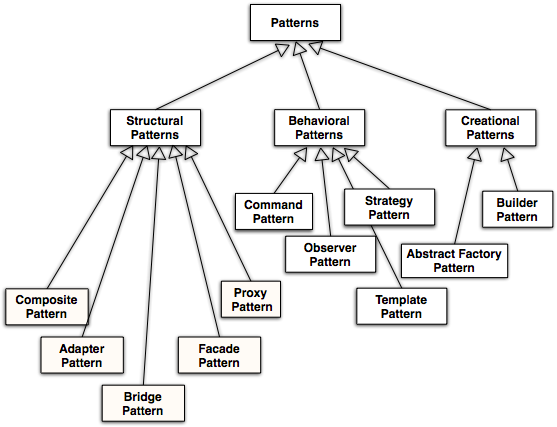 Patterns
Structural
Patterns
Behavioral
Patterns
Creational
Patterns
Command
Pattern
Strategy
Pattern
Builder
Pattern
Observer
Pattern
Abstract Factory
Pattern
Composite
Pattern
Proxy
Pattern
Template
Pattern
Adapter
Pattern
Facade
Pattern
Bridge
Pattern